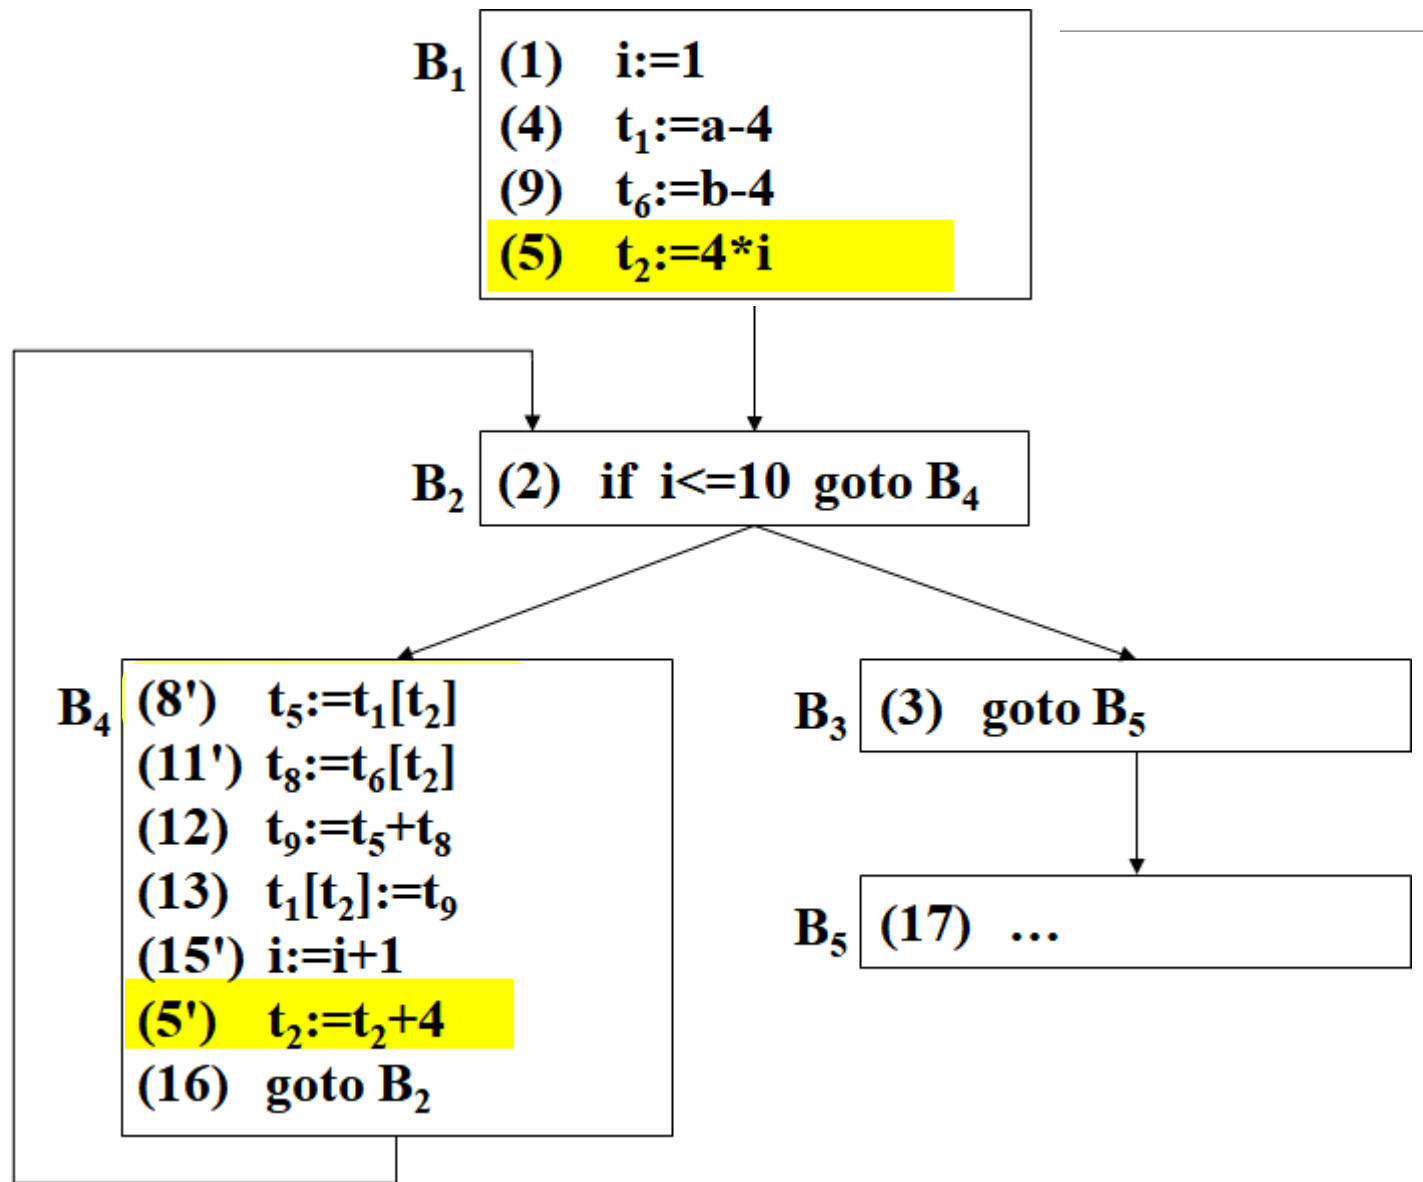 B₁
(1) i:=1
(4) t₁:=a-4
(9) t₆:=b-4
(5) t₂:=4*i
B₂
(2) if i<=10 goto B₄
B₄
(8') t₅:=t₁[t₂]
(11') t₈:=t₆[t₂]
(12) t₉:=t₅+t₈
(13) t₁[t₂]:=t₉
(15') i:=i+1
(5') t₂:=t₂+4
(16) goto B₂
B₃
(3) goto B₅
B₅
(17) ...